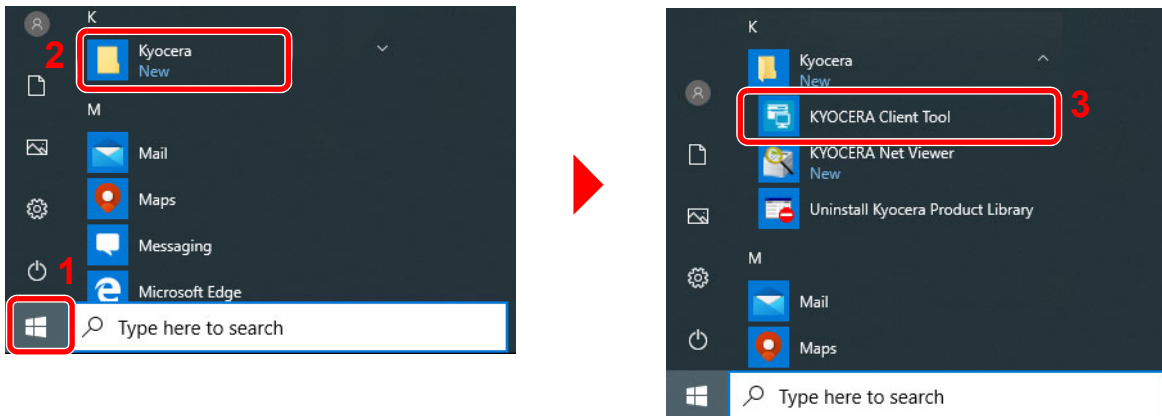 K
2
Kyocera
New
M
Mail
Maps
Messaging
1
Microsoft Edge
Type here to search
K
Kyocera
New
KYOCERA Client Tool
3
KYOCERA Net Viewer
New
Uninstall Kyocera Product Library
M
Mail
Maps
Type here to search